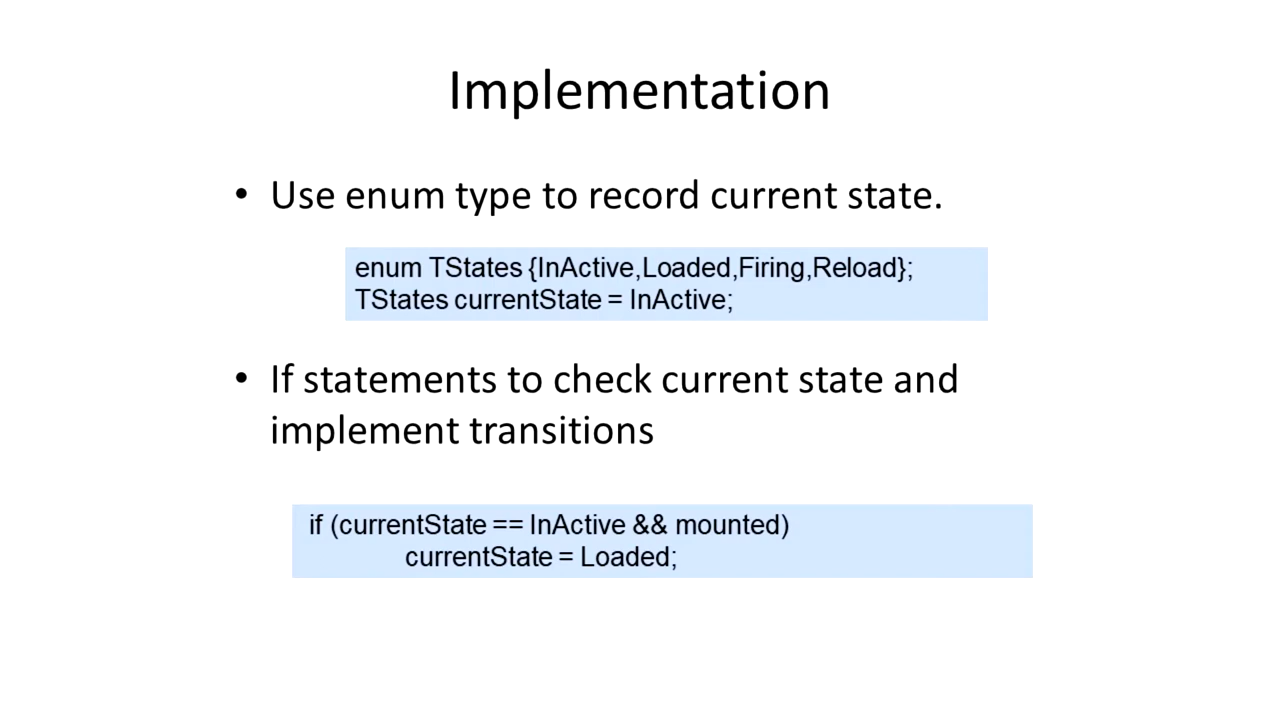 Implementation
• Use enum type to record current state.
enum TStates {InActive,Loaded,Firing,Reload};
TStates currentState = InActive;
• If statements to check current state and
implement transitions
if (currentState == InActive && mounted)
currentState = Loaded;